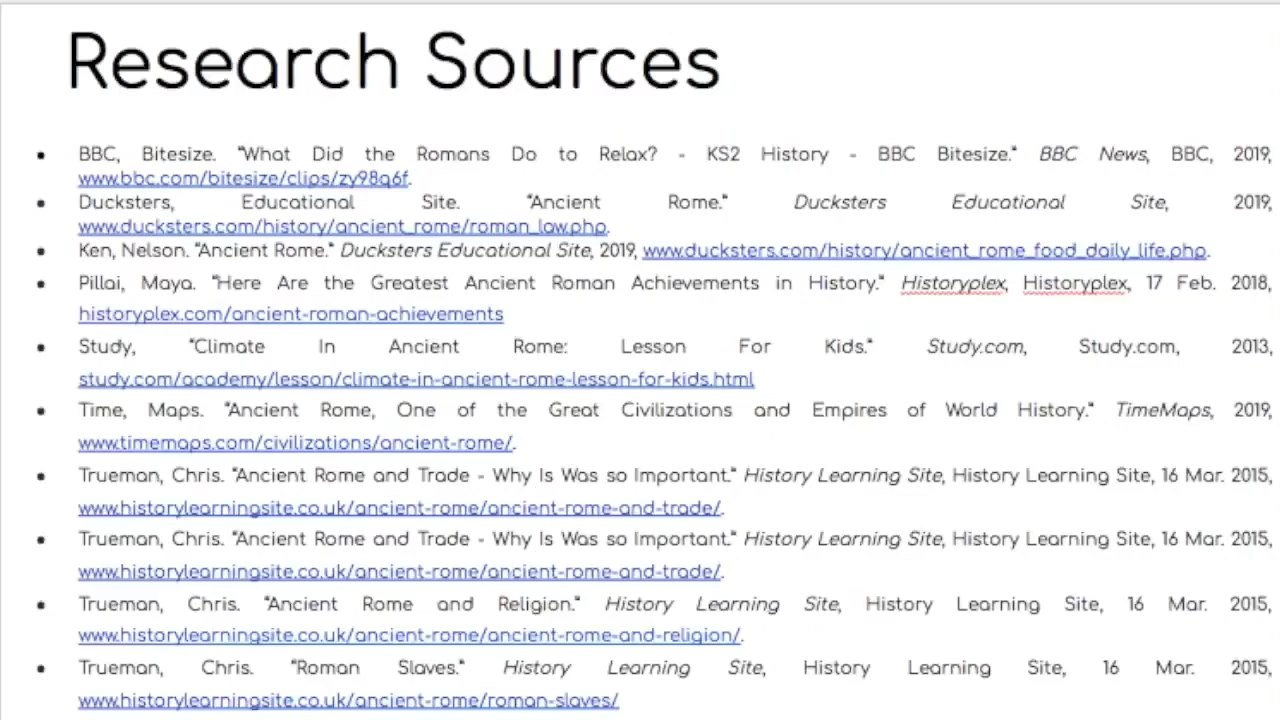 Research Sources
• BBC, Bitesize. “What Did the Romans Do to Relax? - KS2 History - BBC Bitesize.” BBC News, BBC, 2019,
www.bbc.com/bitesize/clips/zy98q6f.
• Ducksters, Educational Site. “Ancient Rome.” Ducksters Educational Site, 2019,
www.ducksters.com/history/ancient_rome/roman_law.php.
• Ken, Nelson. “Ancient Rome.” Ducksters Educational Site, 2019, www.ducksters.com/history/ancient_rome_food_daily_life.php.
• Pillai, Maya. “Here Are the Greatest Ancient Roman Achievements in History.” Historyplex, Historyplex, 17 Feb. 2018,
historyplex.com/ancient-roman-achievements
• Study, “Climate In Ancient Rome: Lesson For Kids.” Study.com, Study.com, 2013,
study.com/academy/lesson/climate-in-ancient-rome-lesson-for-kids.html
• Time, Maps. “Ancient Rome, One of the Great Civilizations and Empires of World History.” TimeMaps, 2019,
www.timemaps.com/civilizations/ancient-rome/.
• Trueman, Chris. “Ancient Rome and Trade - Why Is Was so Important.” History Learning Site, History Learning Site, 16 Mar. 2015,
www.historylearningsite.co.uk/ancient-rome/ancient-rome-and-trade/.
• Trueman, Chris. “Ancient Rome and Trade - Why Is Was so Important.” History Learning Site, History Learning Site, 16 Mar. 2015,
www.historylearningsite.co.uk/ancient-rome/ancient-rome-and-trade/.
• Trueman, Chris. “Ancient Rome and Religion.” History Learning Site, History Learning Site, 16 Mar. 2015,
www.historylearningsite.co.uk/ancient-rome/ancient-rome-and-religion/.
• Trueman, Chris. “Roman Slaves.” History Learning Site, History Learning Site, 16 Mar. 2015,
www.historylearningsite.co.uk/ancient-rome/roman-slaves/